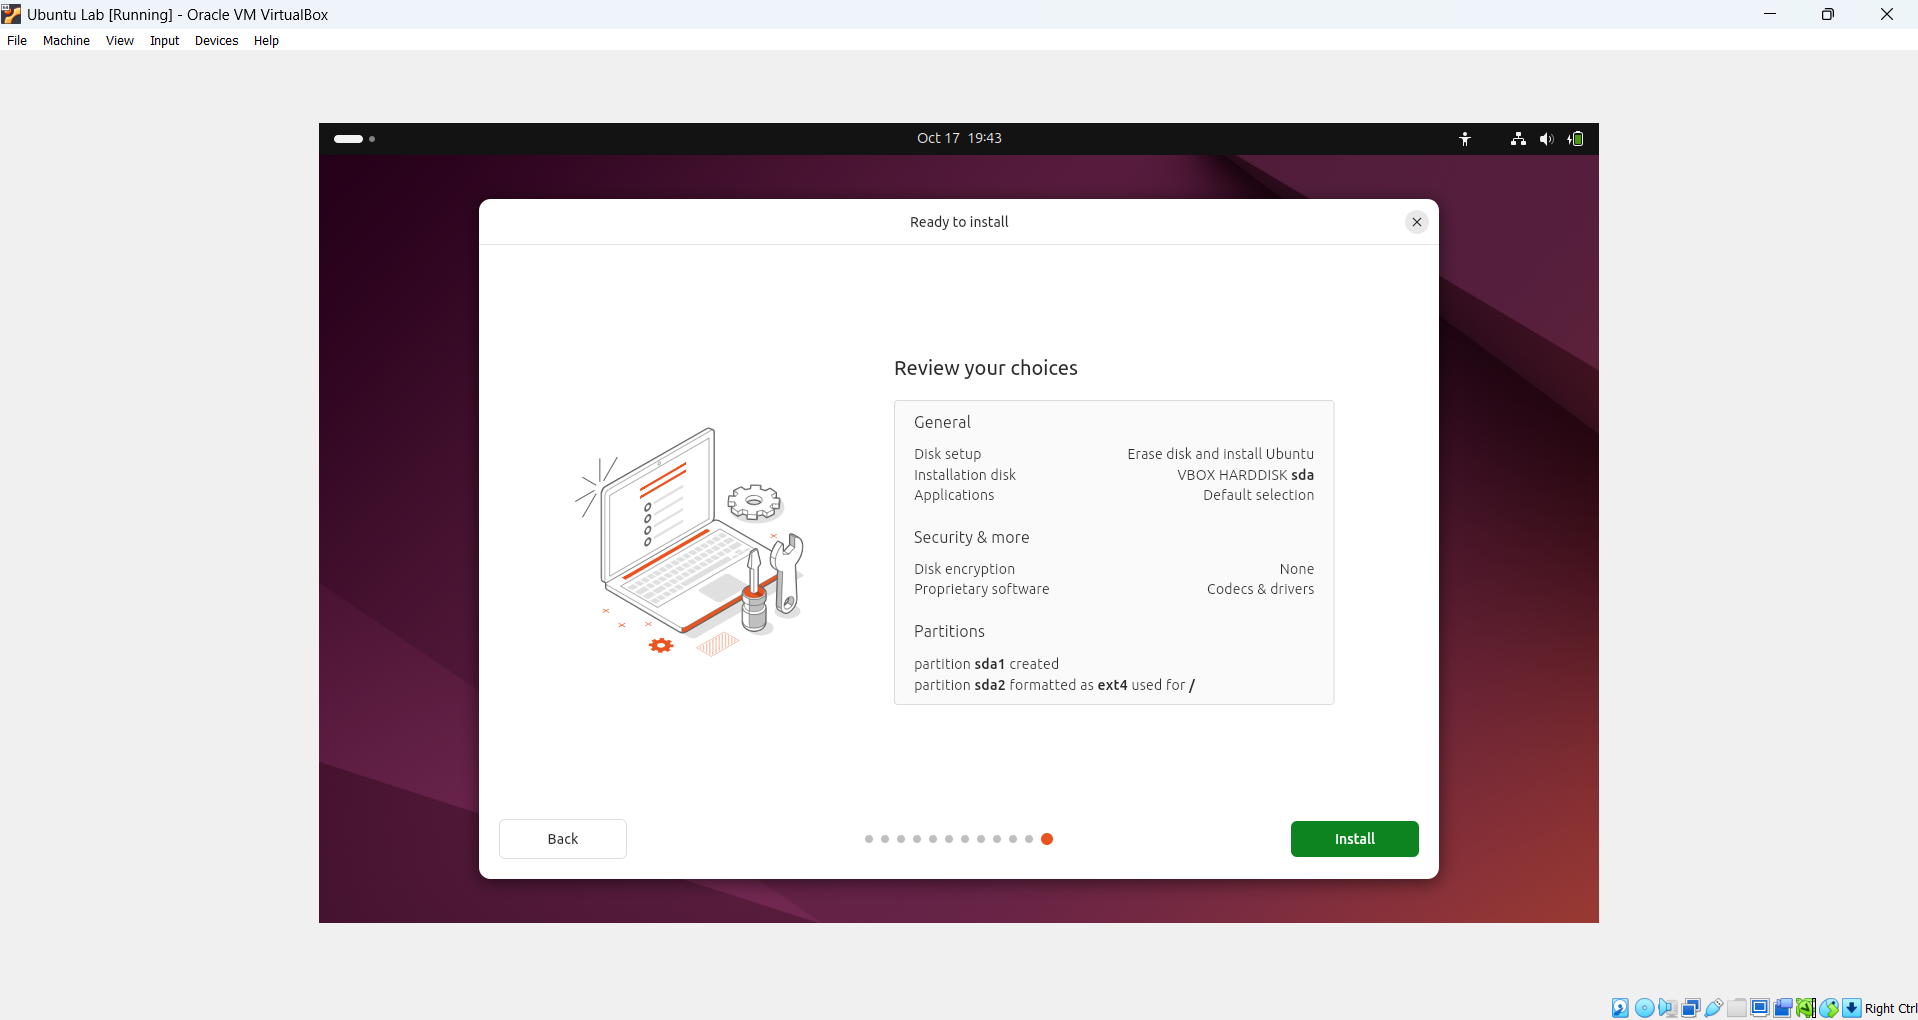 Ubuntu Lab [Running] - Oracle VM VirtualBox
File Machine View Input Devices Help
Oct 17 19:43
Ready to install
Review your choices
General
Disk setup Erase disk and install Ubuntu
Installation disk VBOX HARDDISK sda
Applications Default selection
Security & more
Disk encryption None
Proprietary software Codecs & drivers
Partitions
partition sda1 created
partition sda2 formatted as ext4 used for /
Back Install
Right Ctrl